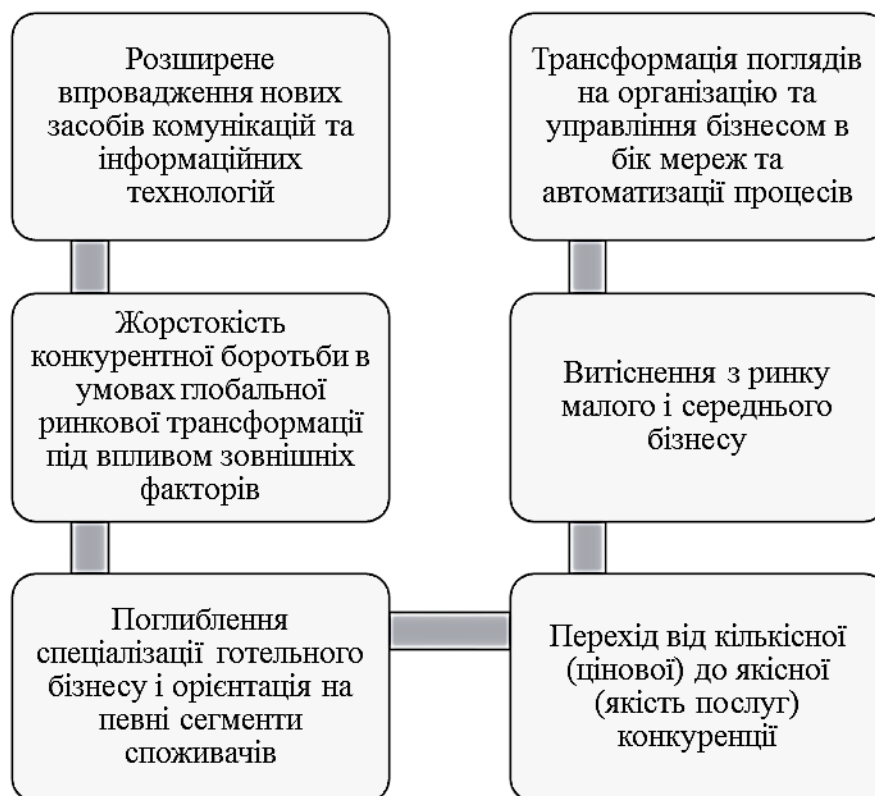 Розширене
впровадження нових
засобів комунікацій та
інформаційних
технологій
Жорстокість
конкурентної боротьби в
умовах глобальної
ринкової трансформації
під впливом зовнішніх
факторів
Поглиблення
спеціалізації готельного
бізнесу і орієнтація на
певні сегменти
споживачів
Перехід від кількісної
(цінової) до якісної
(якість послуг)
конкуренції
Витіснення з ринку
малого і середнього
бізнесу
Трансформація поглядів
на організацію та
управління бізнесом в
бік мереж та
автоматизації процесів